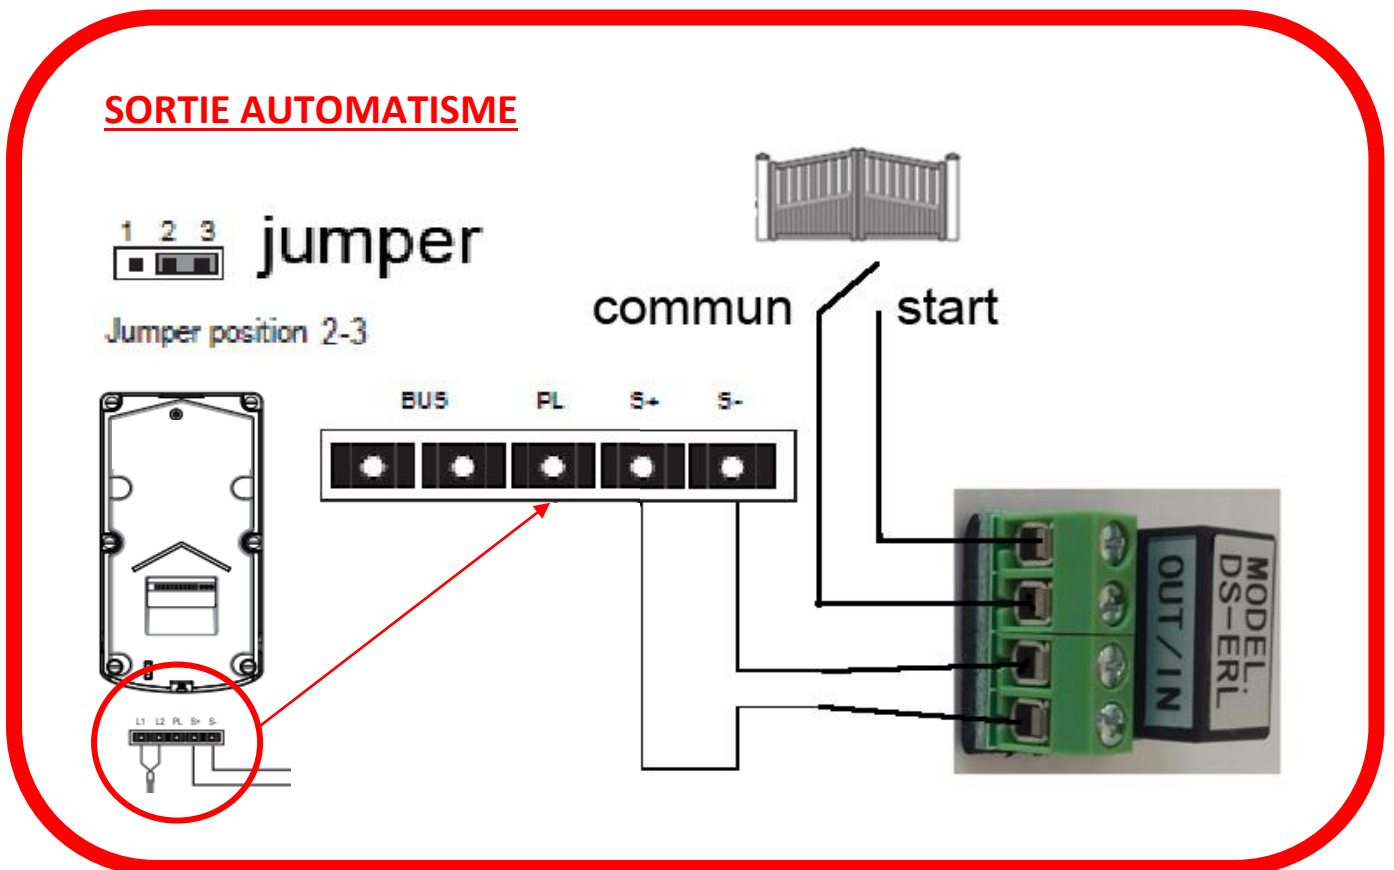 SORTIE AUTOMATISME
1 2 3
jumper
Jumper position 2-3
commun
start
BUS PL S+ S-
L1 L2 PL S+ S-
MODEL:
DS-ERL
OUT/IN